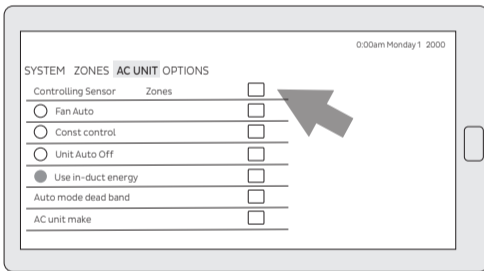 0:00am Monday 1 2000
SYSTEM ZONES AC UNIT OPTIONS
Controlling Sensor Zones
Fan Auto
Const control
Unit Auto Off
Use in-duct energy
Auto mode dead band
AC unit make